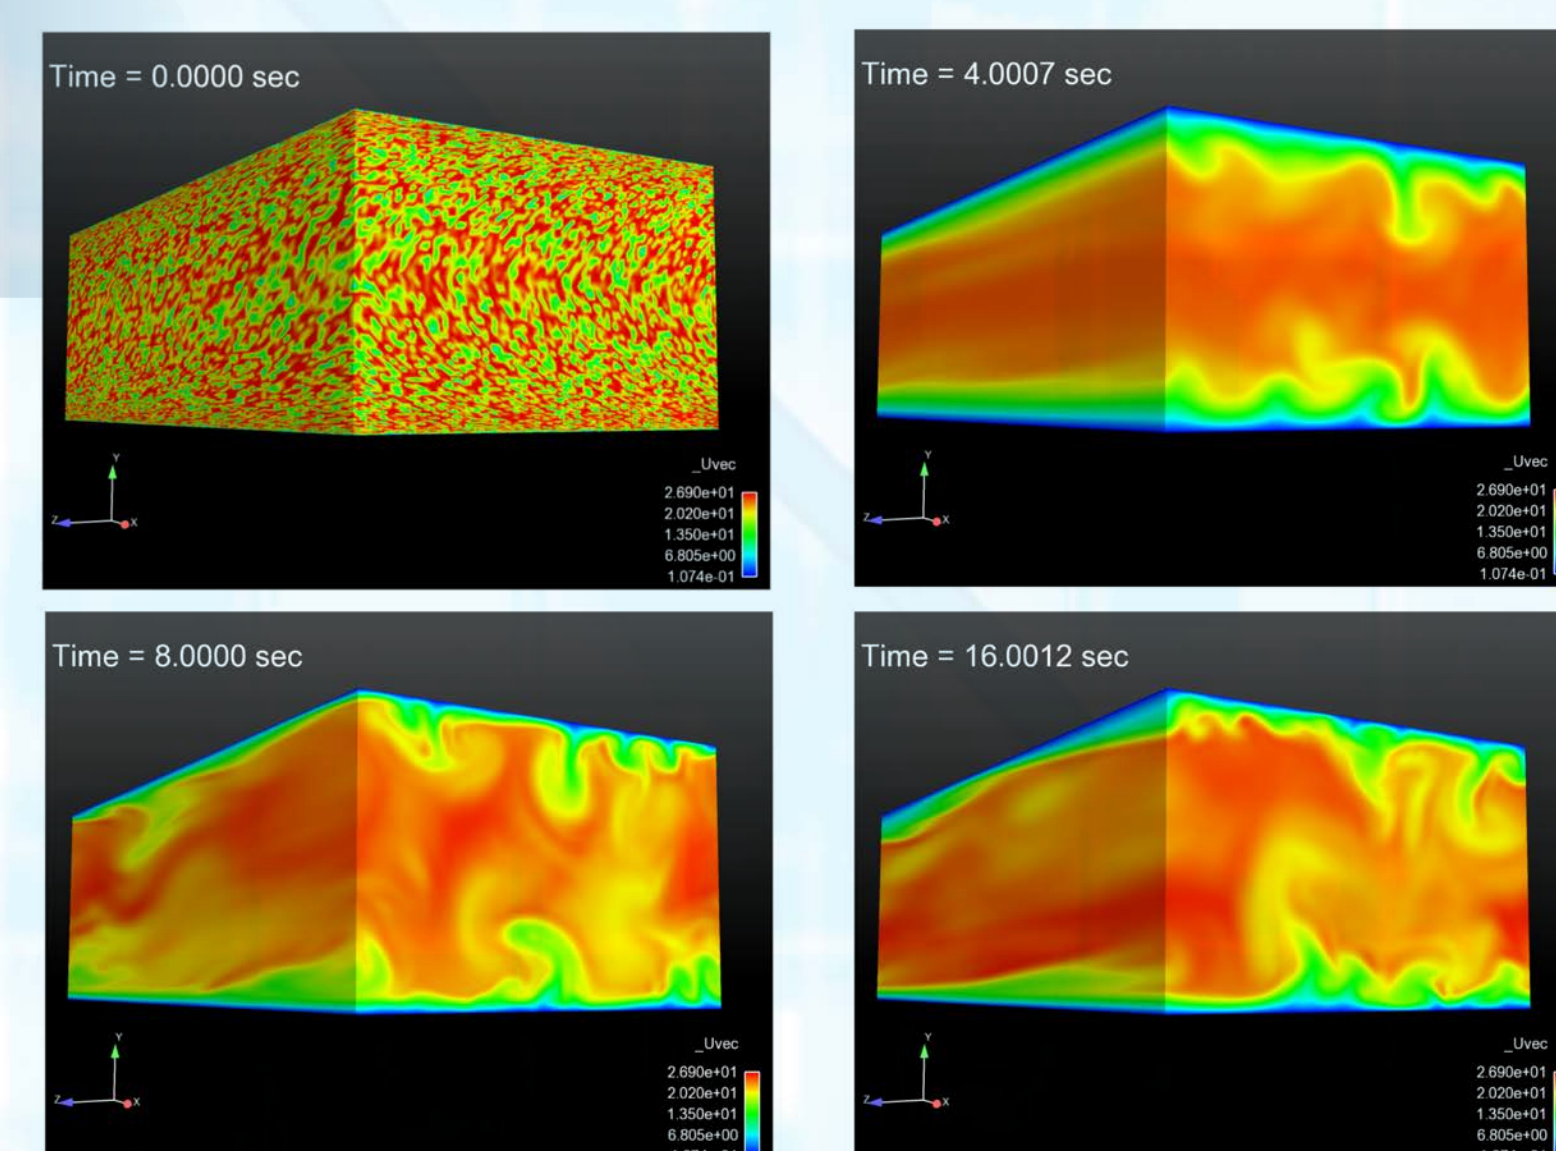 Time = 0.0000 sec
Y
Z
X
_Uvec
2.690e+01
2.020e+01
1.350e+01
6.805e+00
1.074e-01
Time = 4.0007 sec
Y
Z
X
_Uvec
2.690e+01
2.020e+01
1.350e+01
6.805e+00
1.074e-01
Time = 8.0000 sec
Y
Z
X
_Uvec
2.690e+01
2.020e+01
1.350e+01
6.805e+00
Time = 16.0012 sec
Y
Z
X
_Uvec
2.690e+01
2.020e+01
1.350e+01
6.805e+00